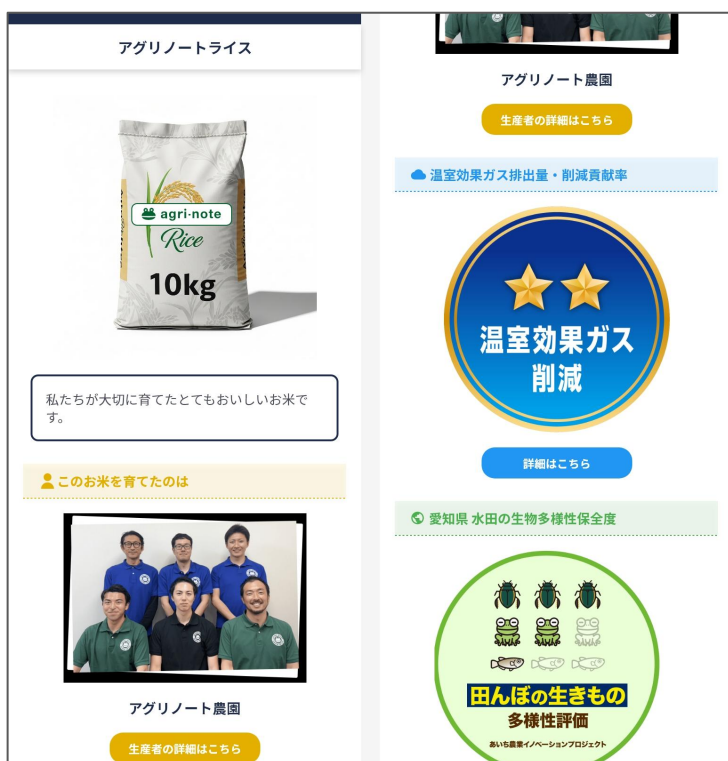 アグリノートライス
agri-note
Rice
10kg
私たちが大切に育てたとてもおいしいお米で
す。
このお米を育てたのは
アグリノート農園
生産者の詳細はこちら
アグリノート農園
生産者の詳細はこちら
温室効果ガス排出量・削減貢献率
温室効果ガス
削減
詳細はこちら
愛知県 水田の生物多様性保全度
田んぼの生きもの
多様性評価
あいち農業イノベーションプロジェクト